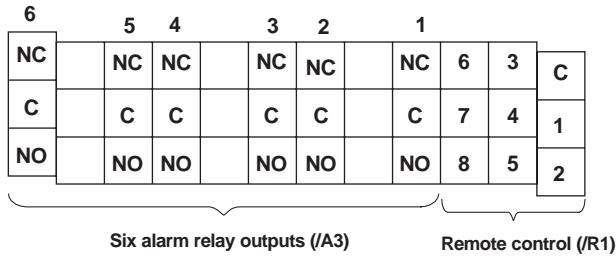 6 5 4 3 2 1
NC NC NC NC NC NC 6 3 C
C C C C C C 7 4 1
NO NO NO NO NO NO 8 5 2
Six alarm relay outputs (/A3) Remote control (/R1)